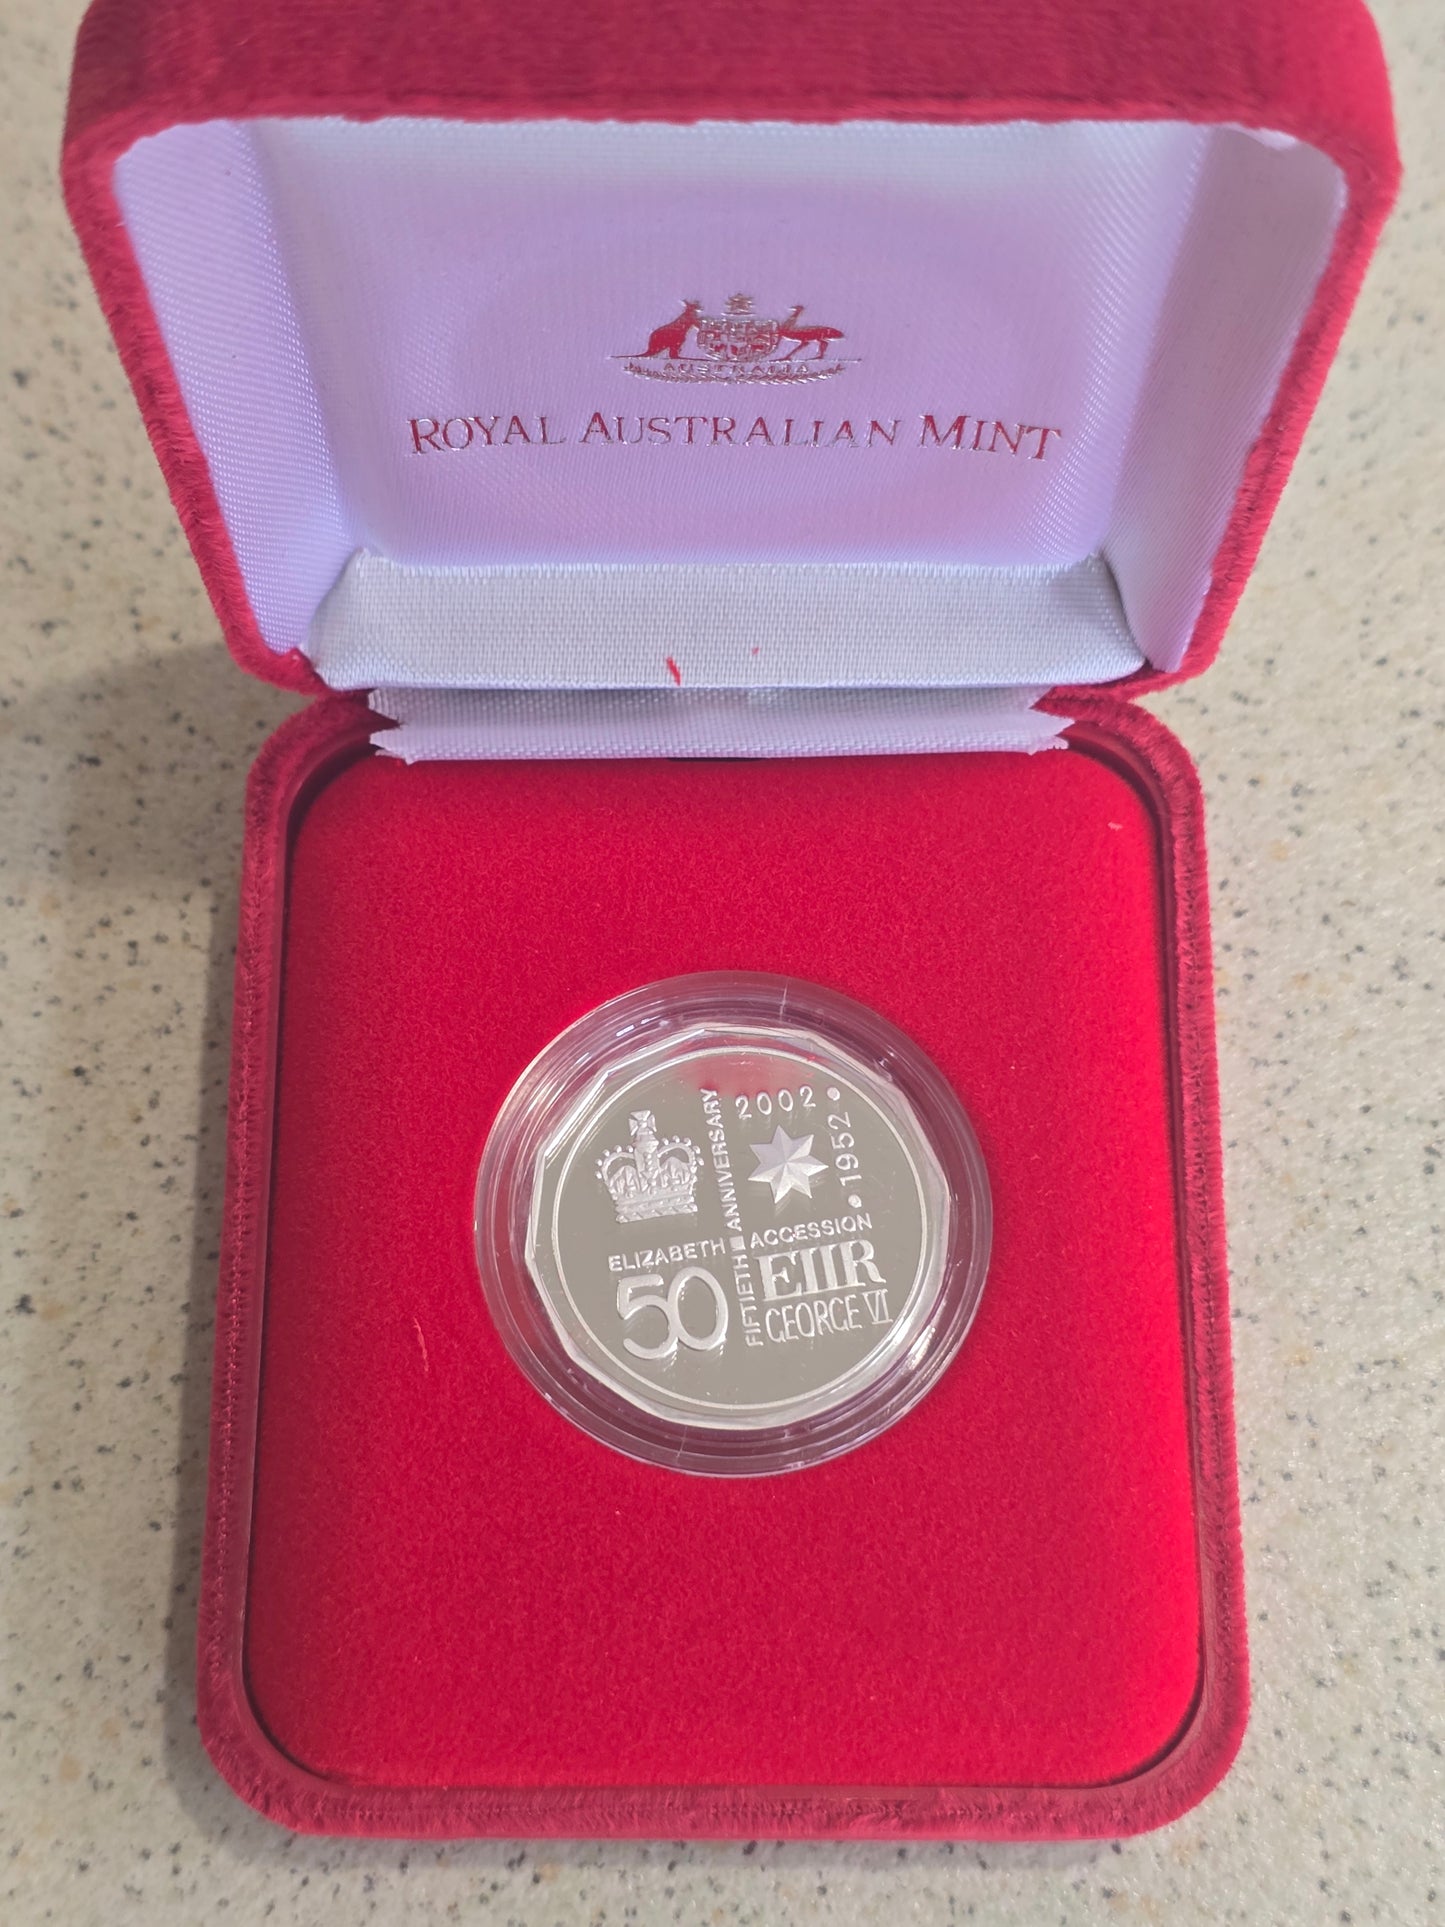 AUSTRALIA
ROYAL AUSTRALIAN MINT
2002
1952
ANNIVERSARY
ELIZABETH
ACCESSION
FIFTIETH
50
EIIR
GEORGE VI